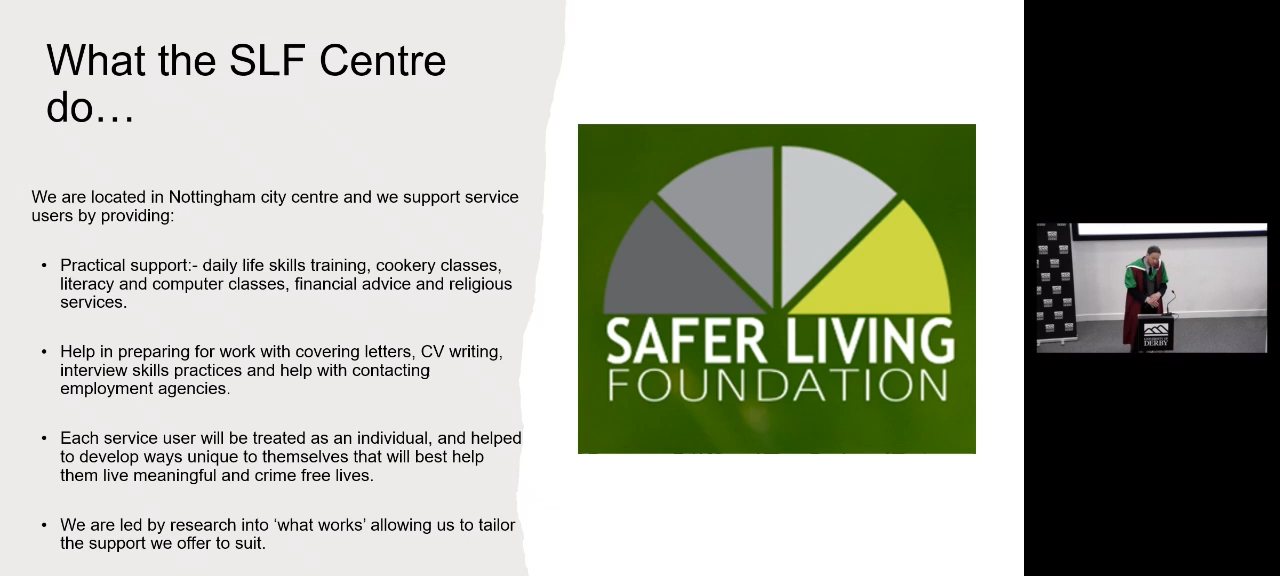 What the SLF Centre
do…
We are located in Nottingham city centre and we support service
users by providing:
• Practical support:- daily life skills training, cookery classes,
literacy and computer classes, financial advice and religious
services.
• Help in preparing for work with covering letters, CV writing,
interview skills practices and help with contacting
employment agencies.
• Each service user will be treated as an individual, and helped
to develop ways unique to themselves that will best help
them live meaningful and crime free lives.
• We are led by research into ‘what works’ allowing us to tailor
the support we offer to suit.
SAFER LIVING
FOUNDATION
UNIVERSITY OF
DERBY